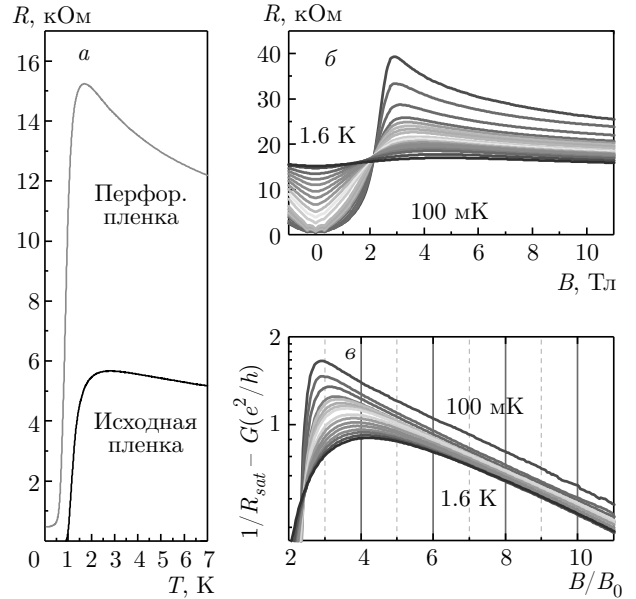 R, кОм
а
16
14
12
10
8
6
4
2
0
1 2 3 4 5 6 7
T, К
Перфор.
пленка
Исходная
пленка
R, кОм
б
40
30
20
10
0
1.6 К
100 мК
0 2 4 6 8 10
B, Тл
1/R_sat − G(e²/h)
в
2
1
100 мК
1.6 К
2 4 6 8 10
B/B₀